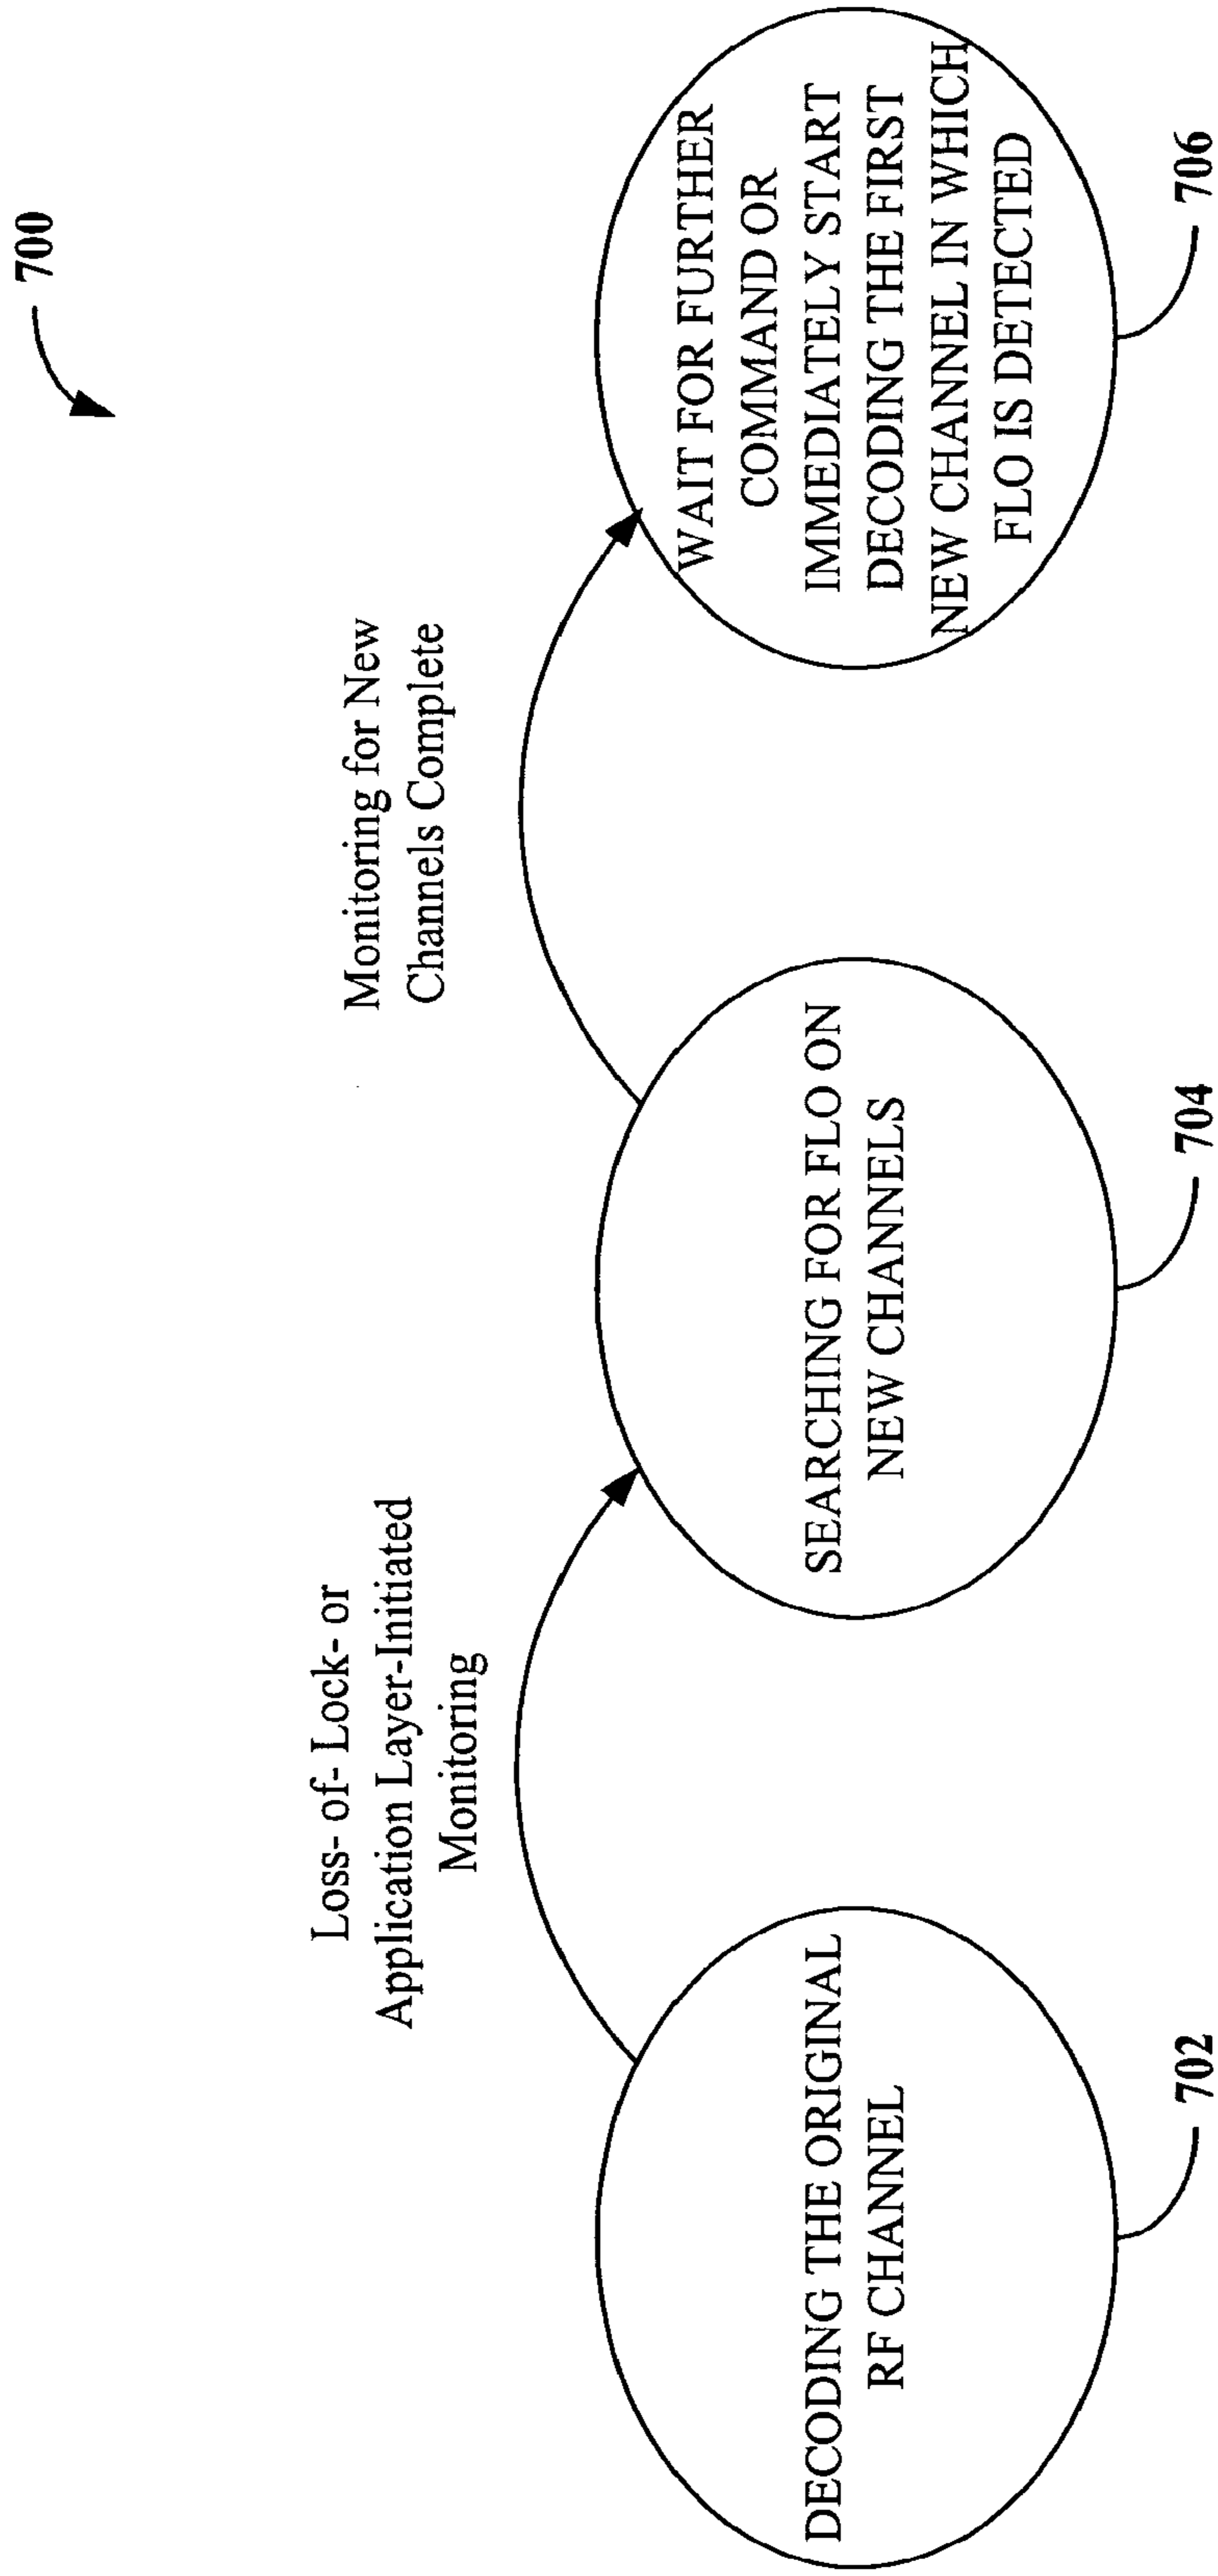 700
Loss- of- Lock- or
Application Layer-Initiated
Monitoring
Monitoring for New
Channels Complete
DECODING THE ORIGINAL
RF CHANNEL
SEARCHING FOR FLO ON
NEW CHANNELS
WAIT FOR FURTHER
COMMAND OR
IMMEDIATELY START
DECODING THE FIRST
NEW CHANNEL IN WHICH
FLO IS DETECTED
702
704
706